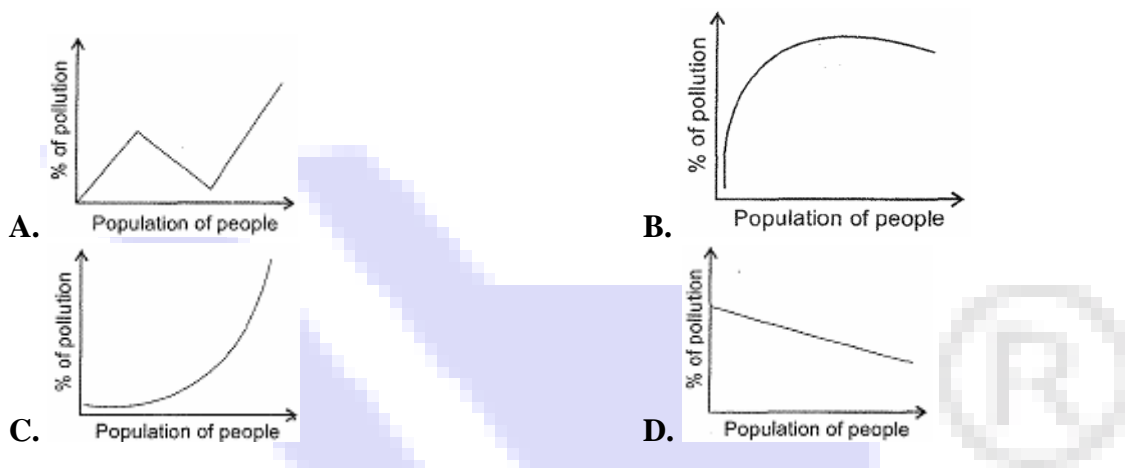 % of pollution
Population of people
A.
% of pollution
Population of people
B.
% of pollution
Population of people
C.
% of pollution
Population of people
D.
R